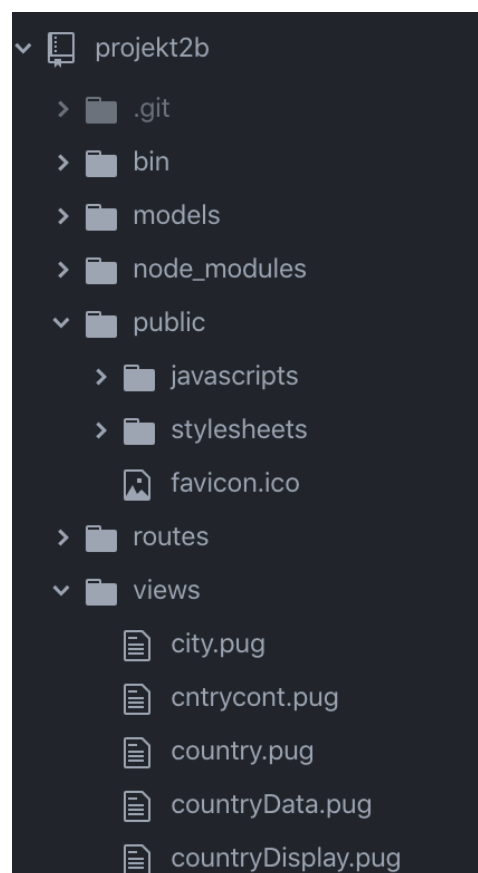 projekt2b
.git
bin
models
node_modules
public
javascripts
stylesheets
favicon.ico
routes
views
city.pug
cntrycont.pug
country.pug
countryData.pug
countryDisplay.pug